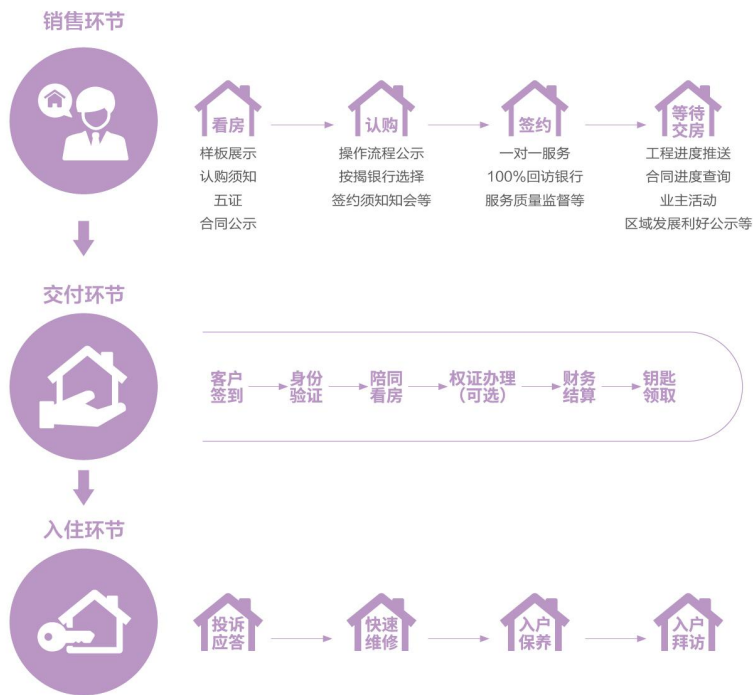 销售环节
看房
样板展示
认购须知
五证
合同公示
认购
操作流程公示
按揭银行选择
签约须知知会等
签约
一对一服务
100%回访银行
服务质量监督等
等待
交房
工程进度推送
合同进度查询
业主活动
区域发展利好公示等
交付环节
客户
签到
身份
验证
陪同
看房
权证办理
(可选)
财务
结算
钥匙
领取
入住环节
投诉
应答
快速
维修
入户
保养
入户
拜访